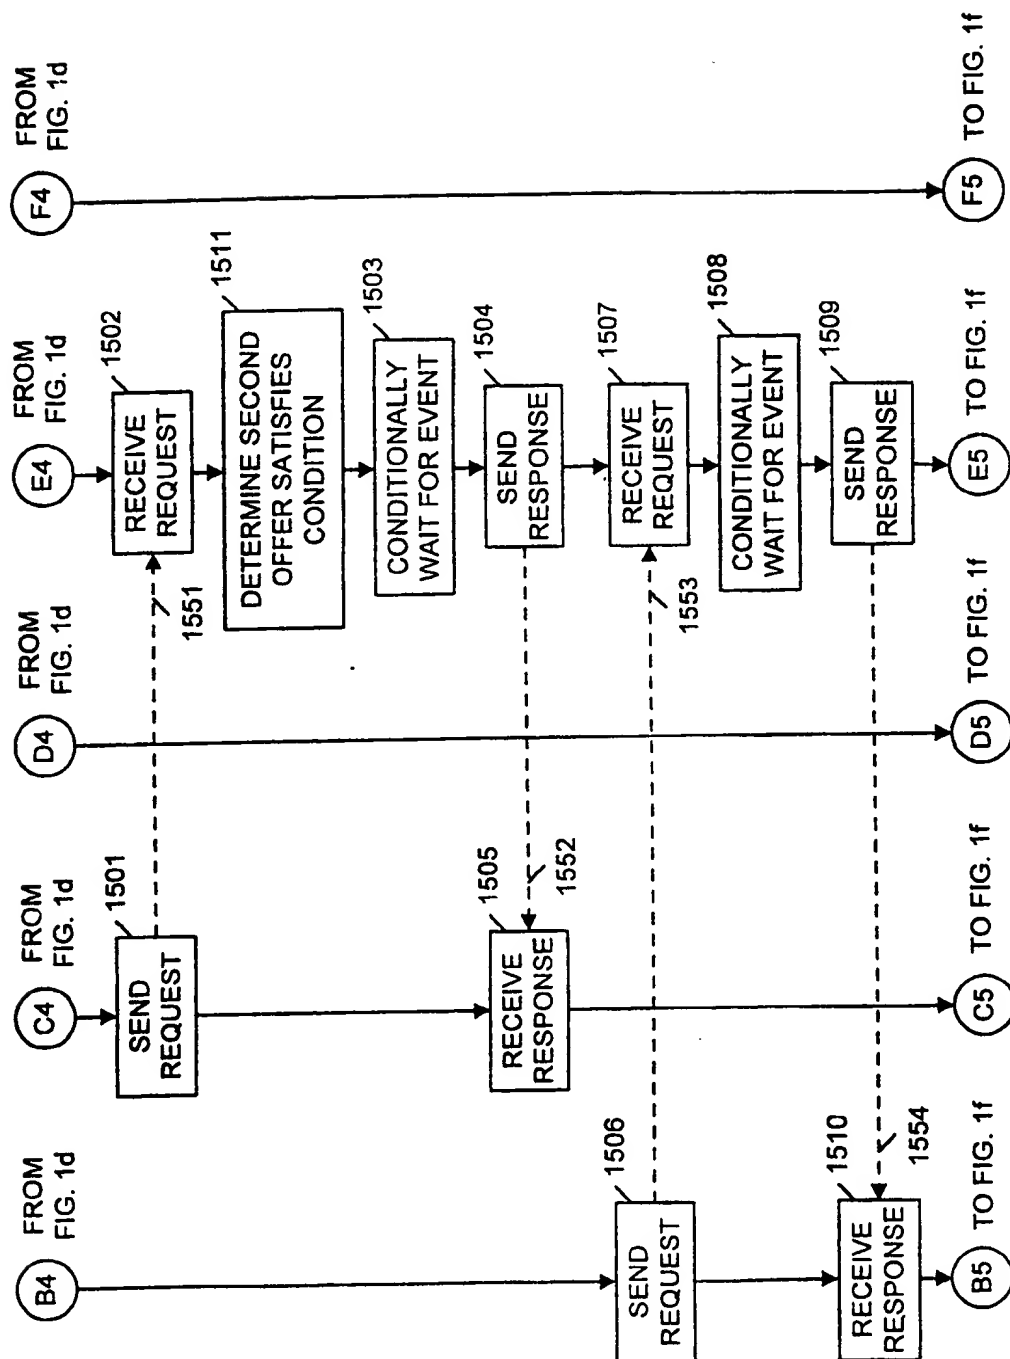 B4
FROM
FIG. 1d
C4
FROM
FIG. 1d
D4
FROM
FIG. 1d
E4
FROM
FIG. 1d
F4
FROM
FIG. 1d
1501
SEND
REQUEST
1551
1502
RECEIVE
REQUEST
1511
DETERMINE SECOND
OFFER SATISFIES
CONDITION
1503
CONDITIONALLY
WAIT FOR EVENT
1504
SEND
RESPONSE
1552
1505
RECEIVE
RESPONSE
1506
SEND
REQUEST
1553
1507
RECEIVE
REQUEST
1508
CONDITIONALLY
WAIT FOR EVENT
1509
SEND
RESPONSE
1554
1510
RECEIVE
RESPONSE
B5
TO FIG. 1f
C5
TO FIG. 1f
D5
TO FIG. 1f
E5
TO FIG. 1f
F5
TO FIG. 1f